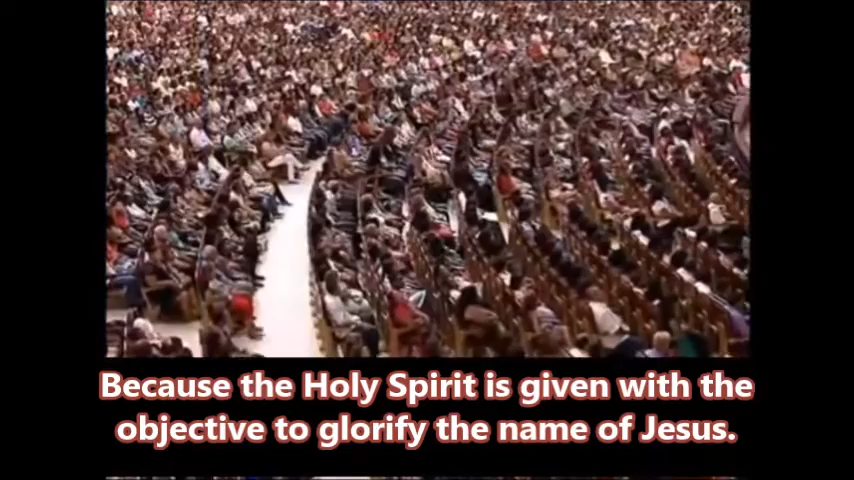 Because the Holy Spirit is given with the
objective to glorify the name of Jesus.